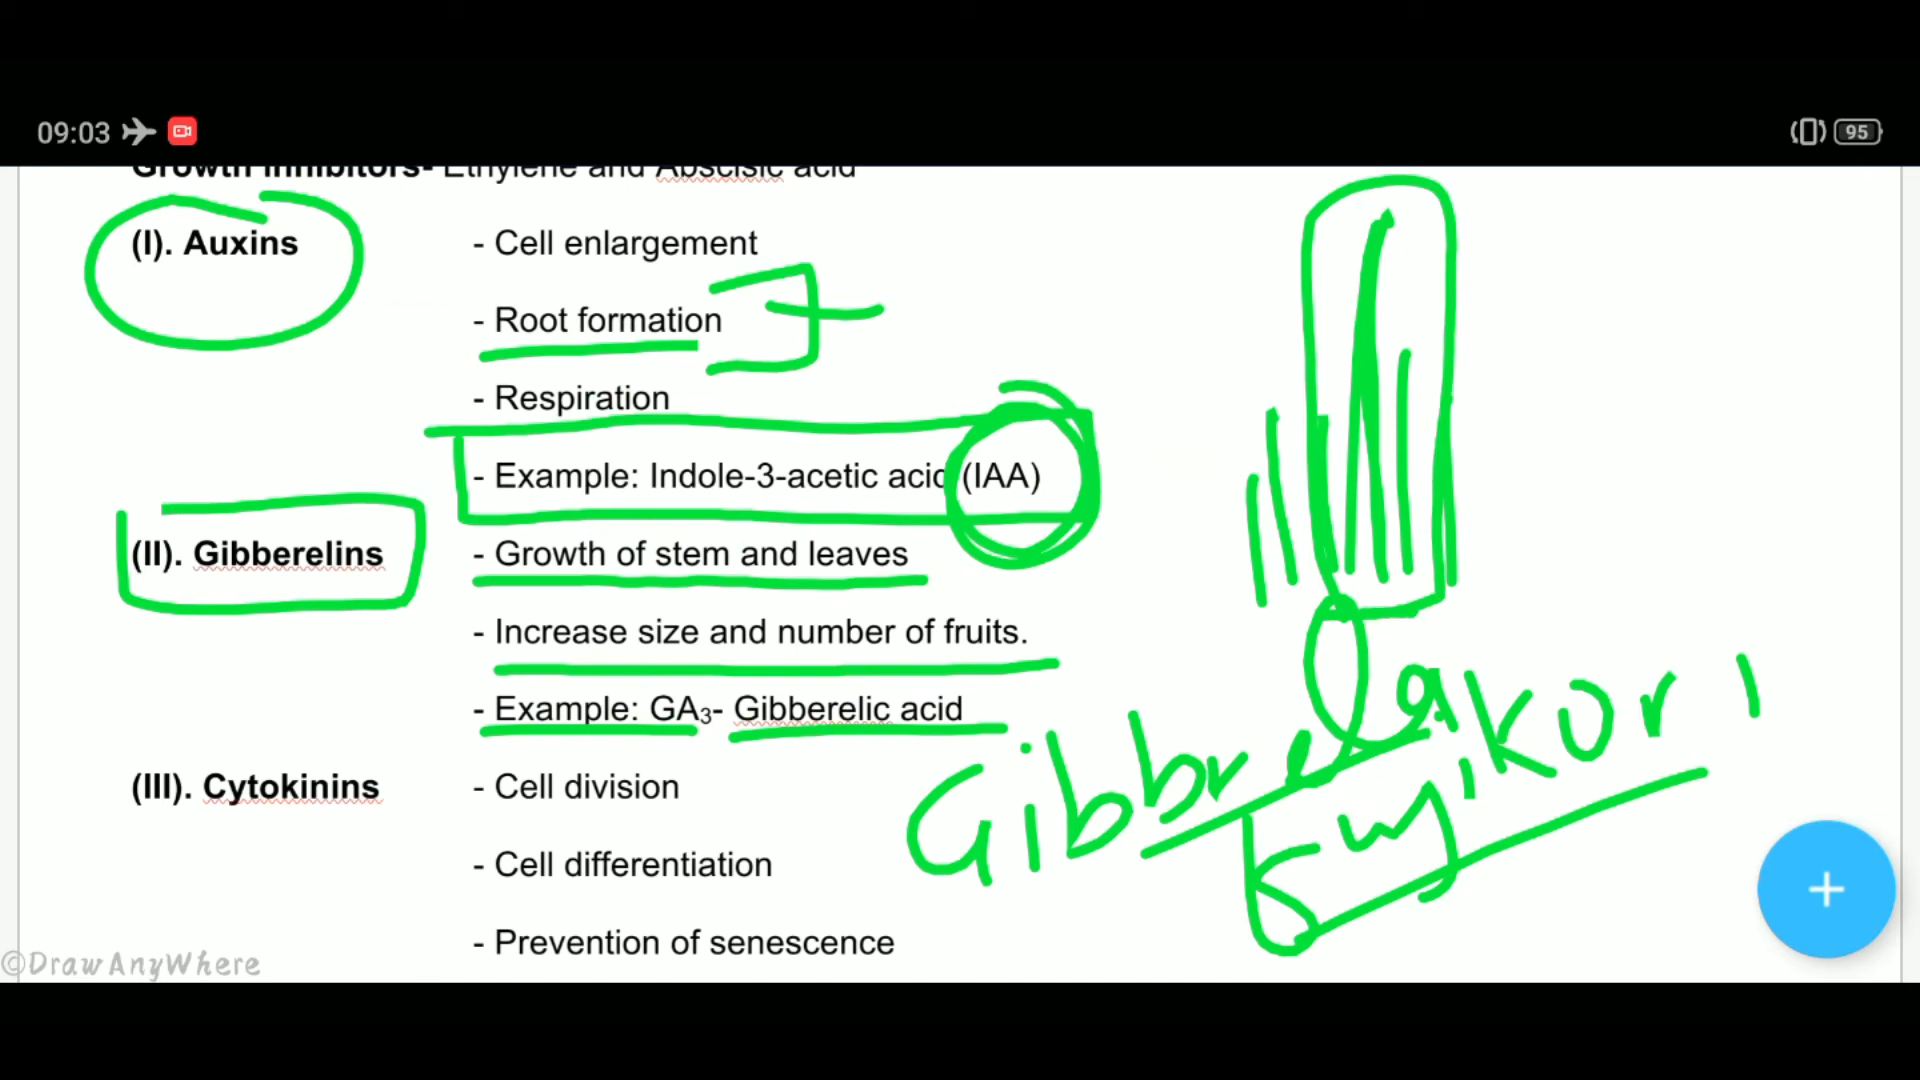 09:03
95
Growth Inhibitors- Ethylene and Abscisic acid
(I). Auxins - Cell enlargement
- Root formation
- Respiration
- Example: Indole-3-acetic acid (IAA)
(II). Gibberelins - Growth of stem and leaves
- Increase size and number of fruits.
- Example: GA₃- Gibberelic acid
(III). Cytokinins - Cell division
- Cell differentiation
- Prevention of senescence
Gibbrela
©DrawAnyWhere